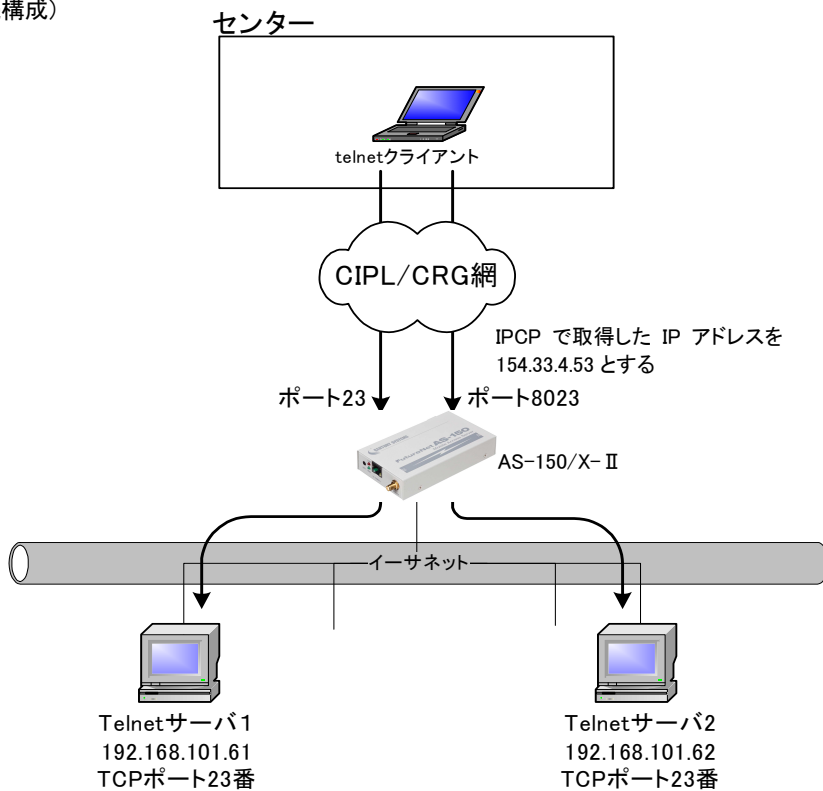 構成）
センター
telnetクライアント
CIPL/CRG網
IPCP で取得した IP アドレスを
154.33.4.53 とする
ポート23
ポート8023
FutureNet AS-150
AS-150/X-Ⅱ
イーサネット
Telnetサーバ1
192.168.101.61
TCPポート23番
Telnetサーバ2
192.168.101.62
TCPポート23番